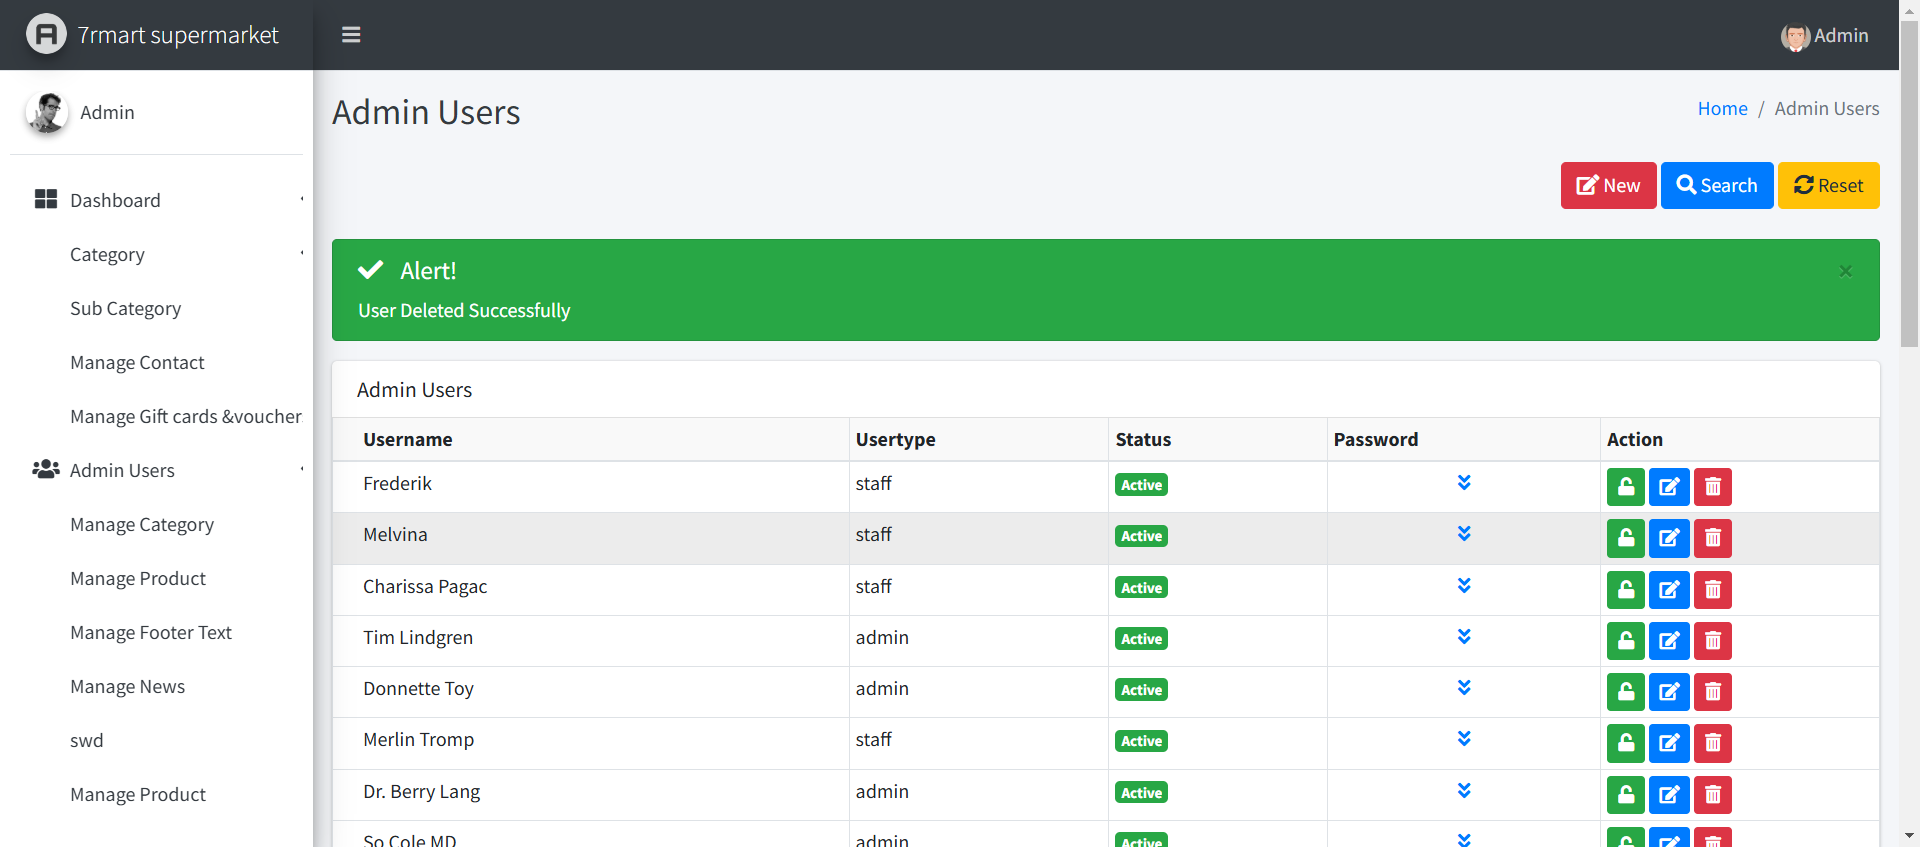 7rmart supermarket
Admin
Admin
Dashboard
Category
Sub Category
Manage Contact
Manage Gift cards &voucher
Admin Users
Manage Category
Manage Product
Manage Footer Text
Manage News
swd
Manage Product
Admin Users
Home / Admin Users
New Search Reset
Alert! ×
User Deleted Successfully
Admin Users
Username Usertype Status Password Action
Frederik staff Active
Melvina staff Active
Charissa Pagac staff Active
Tim Lindgren admin Active
Donnette Toy admin Active
Merlin Tromp staff Active
Dr. Berry Lang admin Active
So Cole MD admin Active